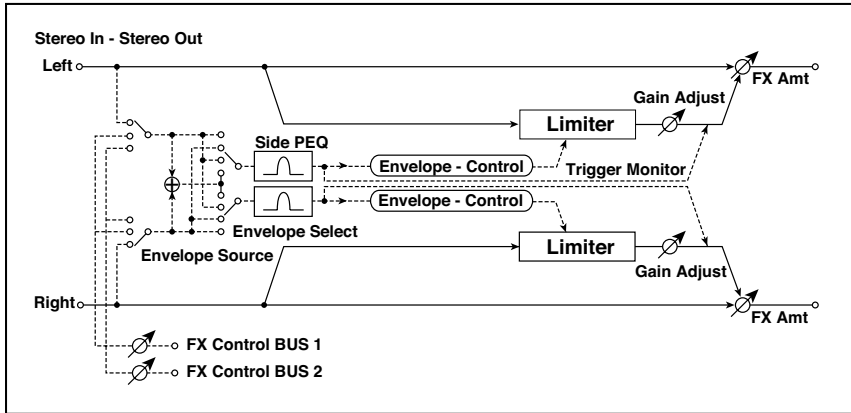 Stereo In - Stereo Out
Left
FX Amt
Gain Adjust
Limiter
Side PEQ
Envelope - Control
Trigger Monitor
Envelope - Control
Envelope Select
Envelope Source
Limiter
Gain Adjust
Right
FX Amt
FX Control BUS 1
FX Control BUS 2